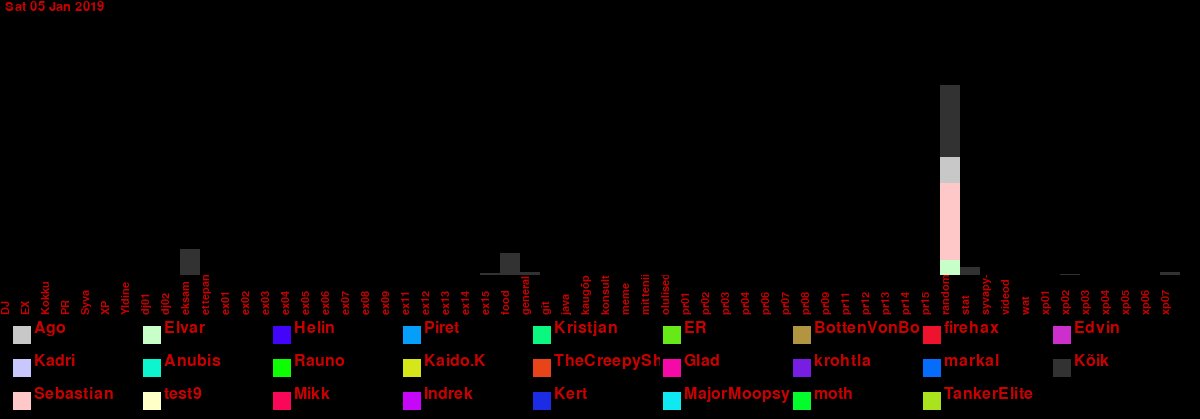 Sat 05 Jan 2019
DJ
EX
Kokku
PR
Syva
XP
Yldine
dj01
dj02
eksam
ettepan
ex01
ex02
ex03
ex04
ex05
ex06
ex07
ex08
ex09
ex11
ex12
ex13
ex14
ex15
food
general
git
java
kaugõp
konsult
meme
mittenii
olulised
pr01
pr02
pr03
pr04
pr06
pr07
pr08
pr09
pr11
pr12
pr13
pr14
pr15
random
stat
syvapy-
videod
wat
xp01
xp02
xp03
xp04
xp05
xp06
xp07
Ago Elvar Helin Piret Kristjan ER BottenVonBo firehax Edvin
Kadri Anubis Rauno Kaido.K TheCreepySh Glad krohtla markal Kõik
Sebastian test9 Mikk Indrek Kert MajorMoopsy moth TankerElite